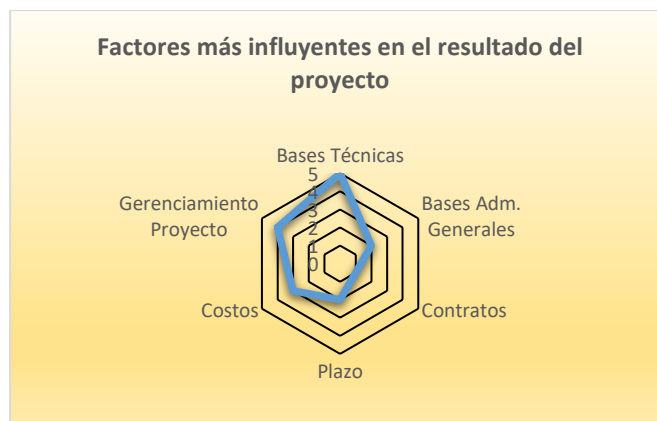 Factores más influyentes en el resultado del
proyecto
Bases Técnicas
5
4
3
2
1
0
Bases Adm.
Generales
Contratos
Plazo
Costos
Gerenciamiento
Proyecto